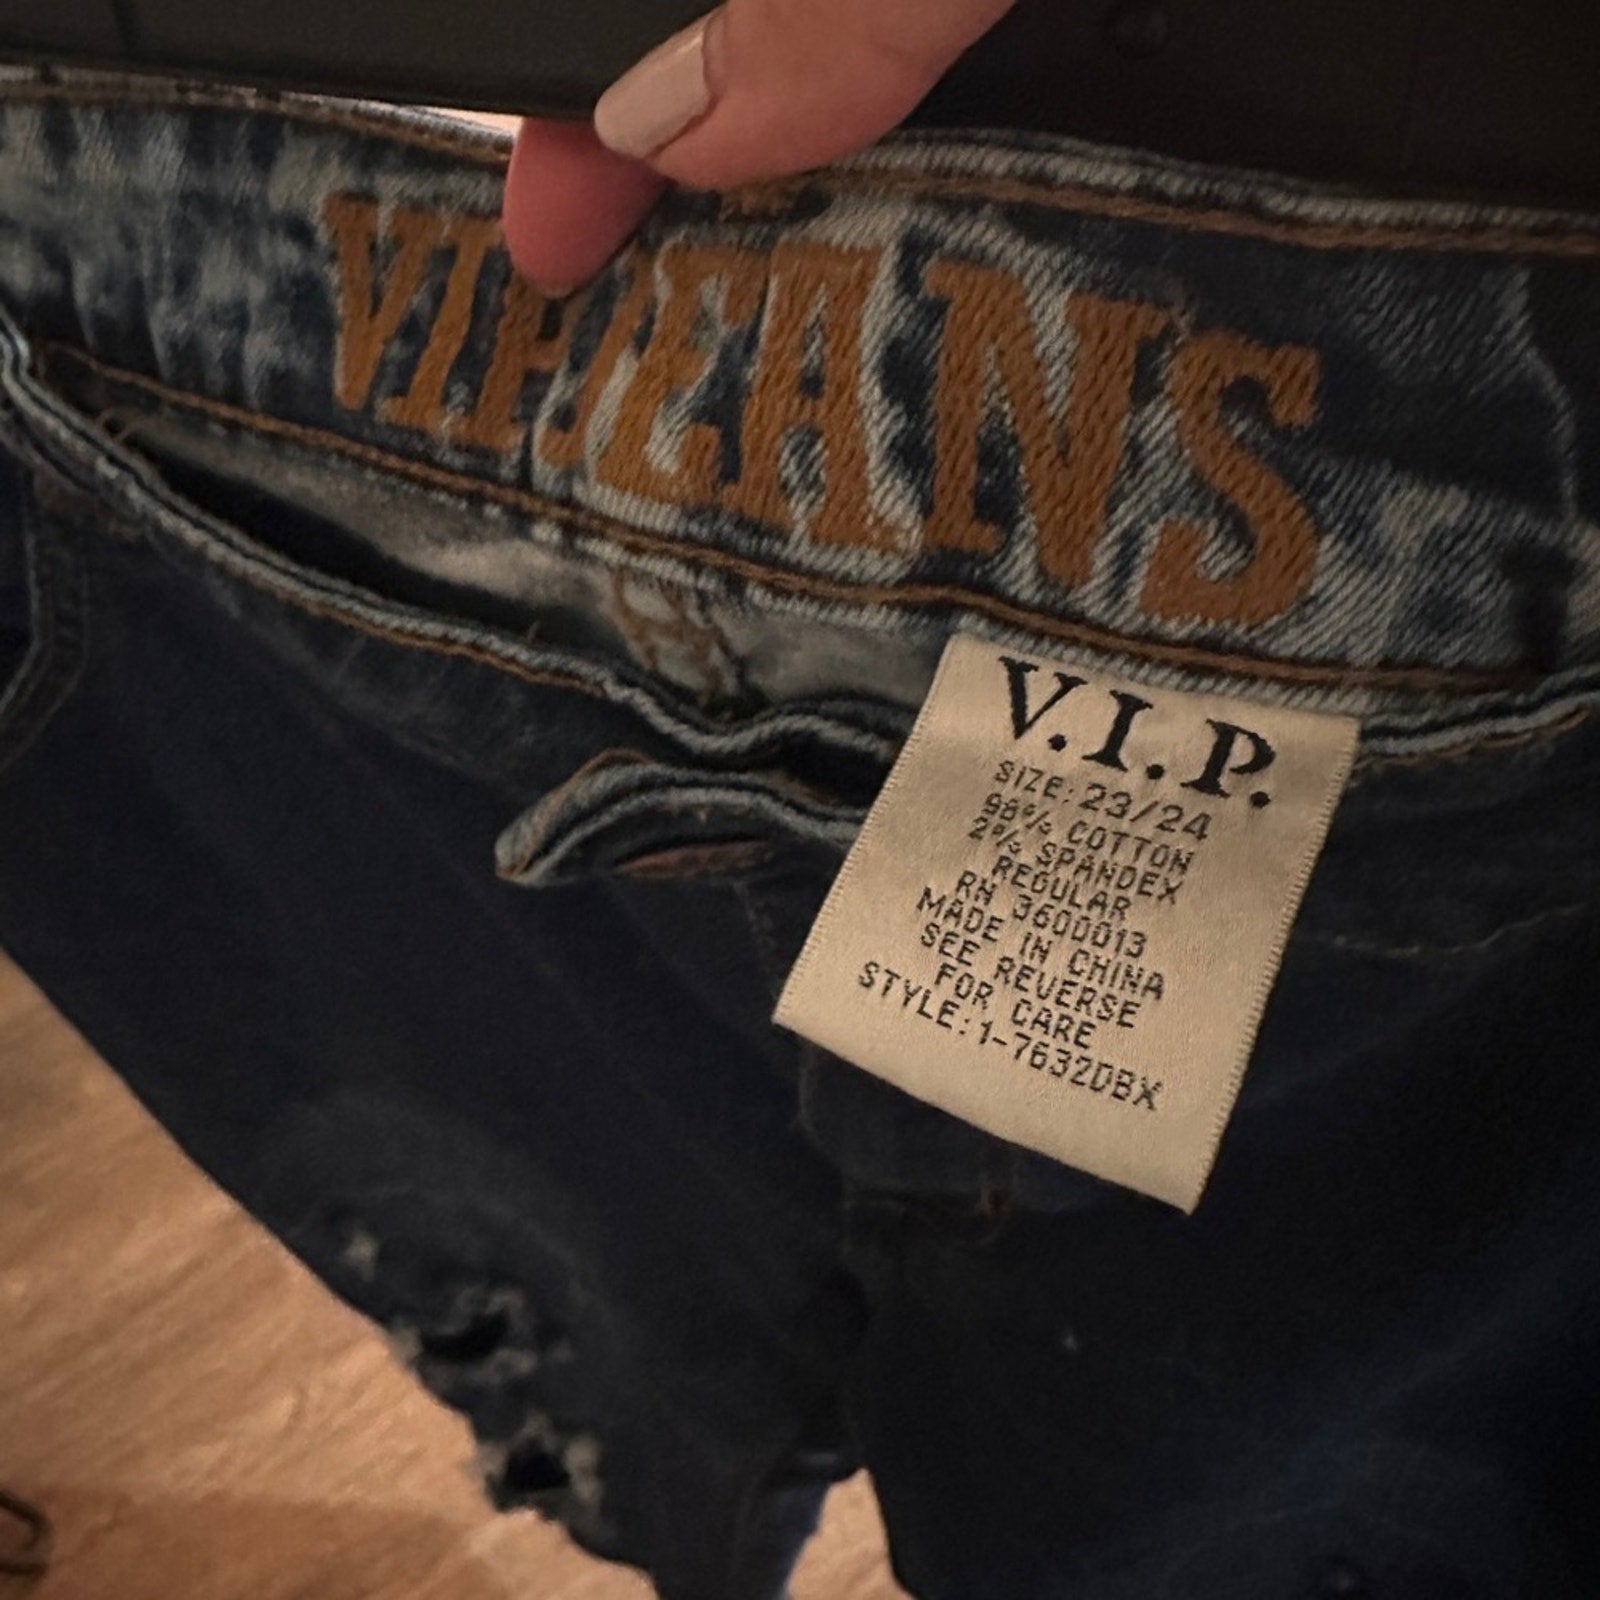 VIPJEANS
V.I.P.
SIZE: 23/24
98% COTTON
2% SPANDEX
REGULAR
RN 3600013
MADE IN CHINA
SEE REVERSE
FOR CARE
STYLE: 1-7632DBX